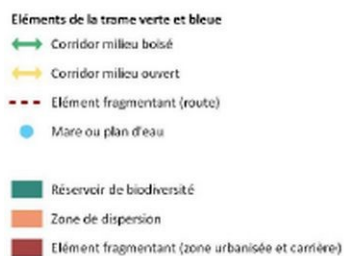 Eléments de la trame verte et bleue
Corridor milieu boisé
Corridor milieu ouvert
Elément fragmentant (route)
Mare ou plan d'eau
Réservoir de biodiversité
Zone de dispersion
Elément fragmentant (zone urbanisée et carrière)